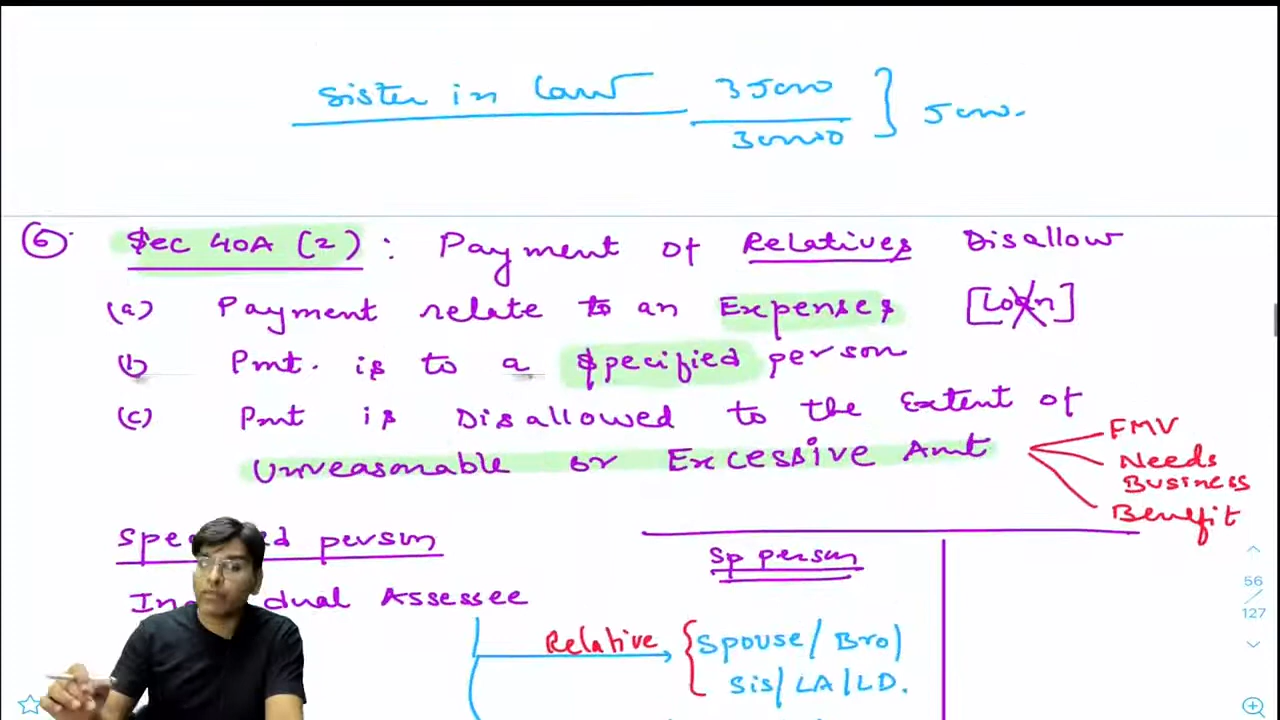 Sister in law 35000
30000 } 5000.
6. Sec 40A (2) : Payment of Relatives Disallow
(a) Payment relate to an Expenses [Loan]
(b) Pmt. is to a specified person
(c) Pmt is Disallowed to the Extent of
Unreasonable or Excessive Amt
FMV
Needs
Business
Benefit
person
Sp person
Individual Assessee
Relative
Spouse/ Bro/
Sis/ LA/ LD.
56
127